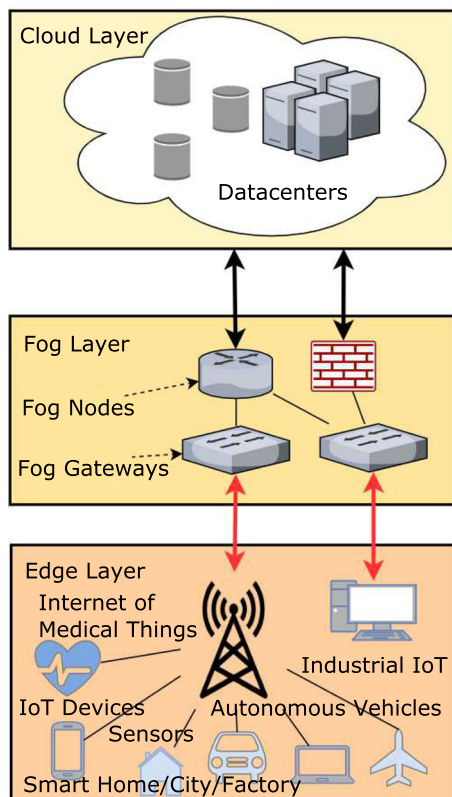 Cloud Layer
Datacenters
Fog Layer
Fog Nodes
Fog Gateways
Edge Layer
Internet of
Medical Things
Industrial IoT
IoT Devices
Autonomous Vehicles
Sensors
Smart Home/City/Factory